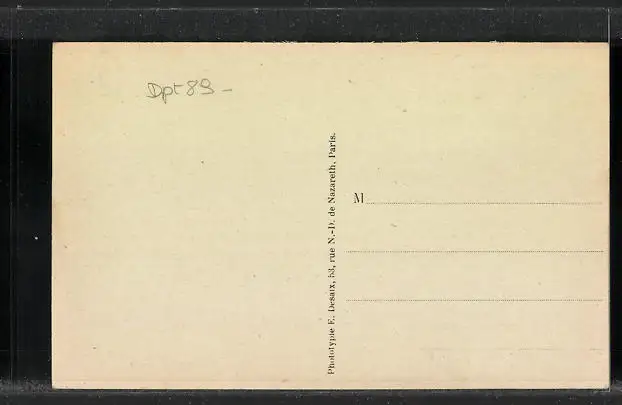 Dpt 89 -
Phototypie E. Desaix, 53, rue N.-D. de Nazareth, Paris.
M